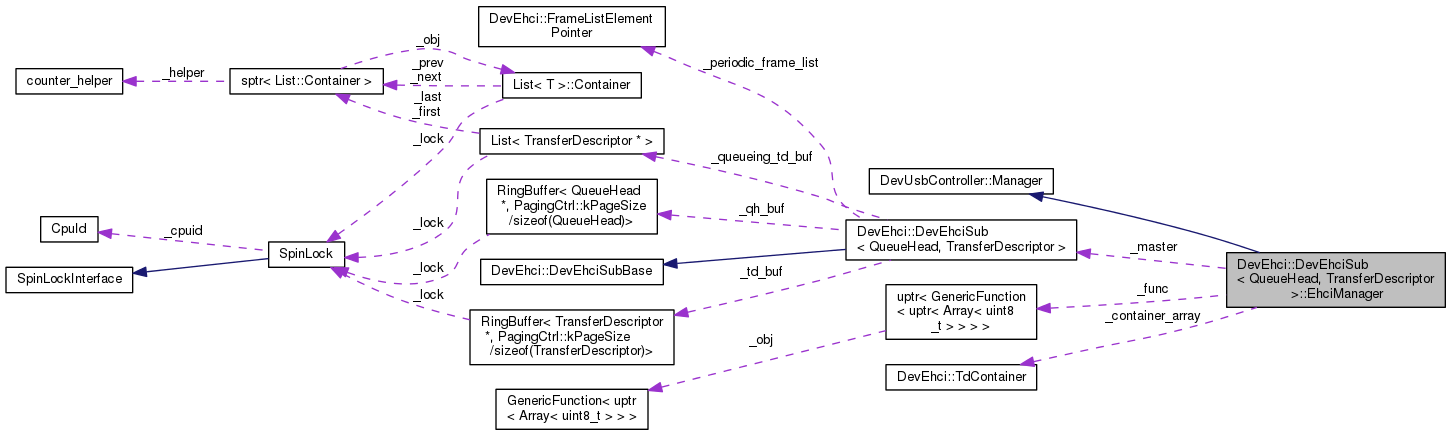 DevEhci::FrameListElement
Pointer
_obj
_periodic_frame_list
counter_helper
_helper
sptr< List::Container >
_prev
_next
List< T >::Container
_last
_first
_lock
List< TransferDescriptor * >
_queueing_td_buf
DevUsbController::Manager
RingBuffer< QueueHead
*, PagingCtrl::kPageSize
/sizeof(QueueHead)>
_qh_buf
CpuId
_cpuid
_lock
DevEhci::DevEhciSub
< QueueHead, TransferDescriptor >
_master
SpinLock
SpinLockInterface
_lock
DevEhci::DevEhciSubBase
DevEhci::DevEhciSub
< QueueHead, TransferDescriptor
>::EhciManager
_td_buf
_func
_lock
uptr< GenericFunction
< uptr< Array< uint8
_t > > > >
_container_array
RingBuffer< TransferDescriptor
*, PagingCtrl::kPageSize
/sizeof(TransferDescriptor)>
_obj
DevEhci::TdContainer
GenericFunction< uptr
< Array< uint8_t > > >